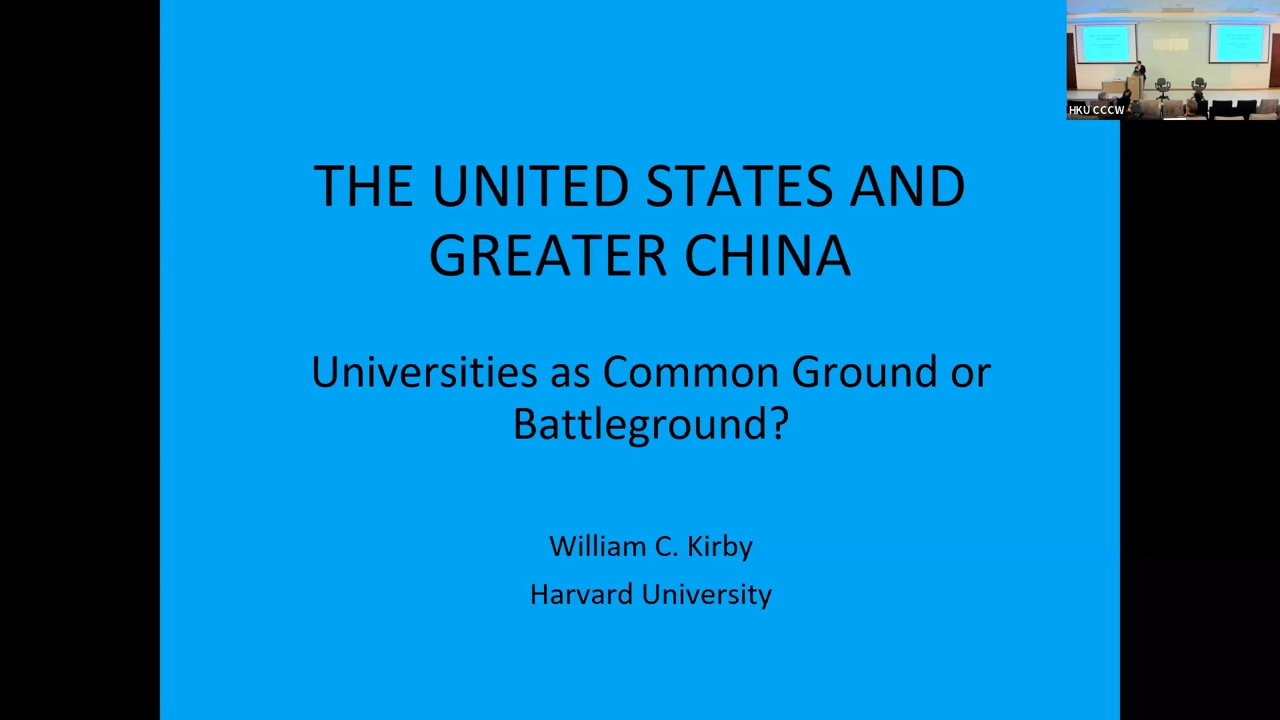 THE UNITED STATES AND
GREATER CHINA
Universities as Common Ground or
Battleground?
William C. Kirby
Harvard University
HKU CCCW